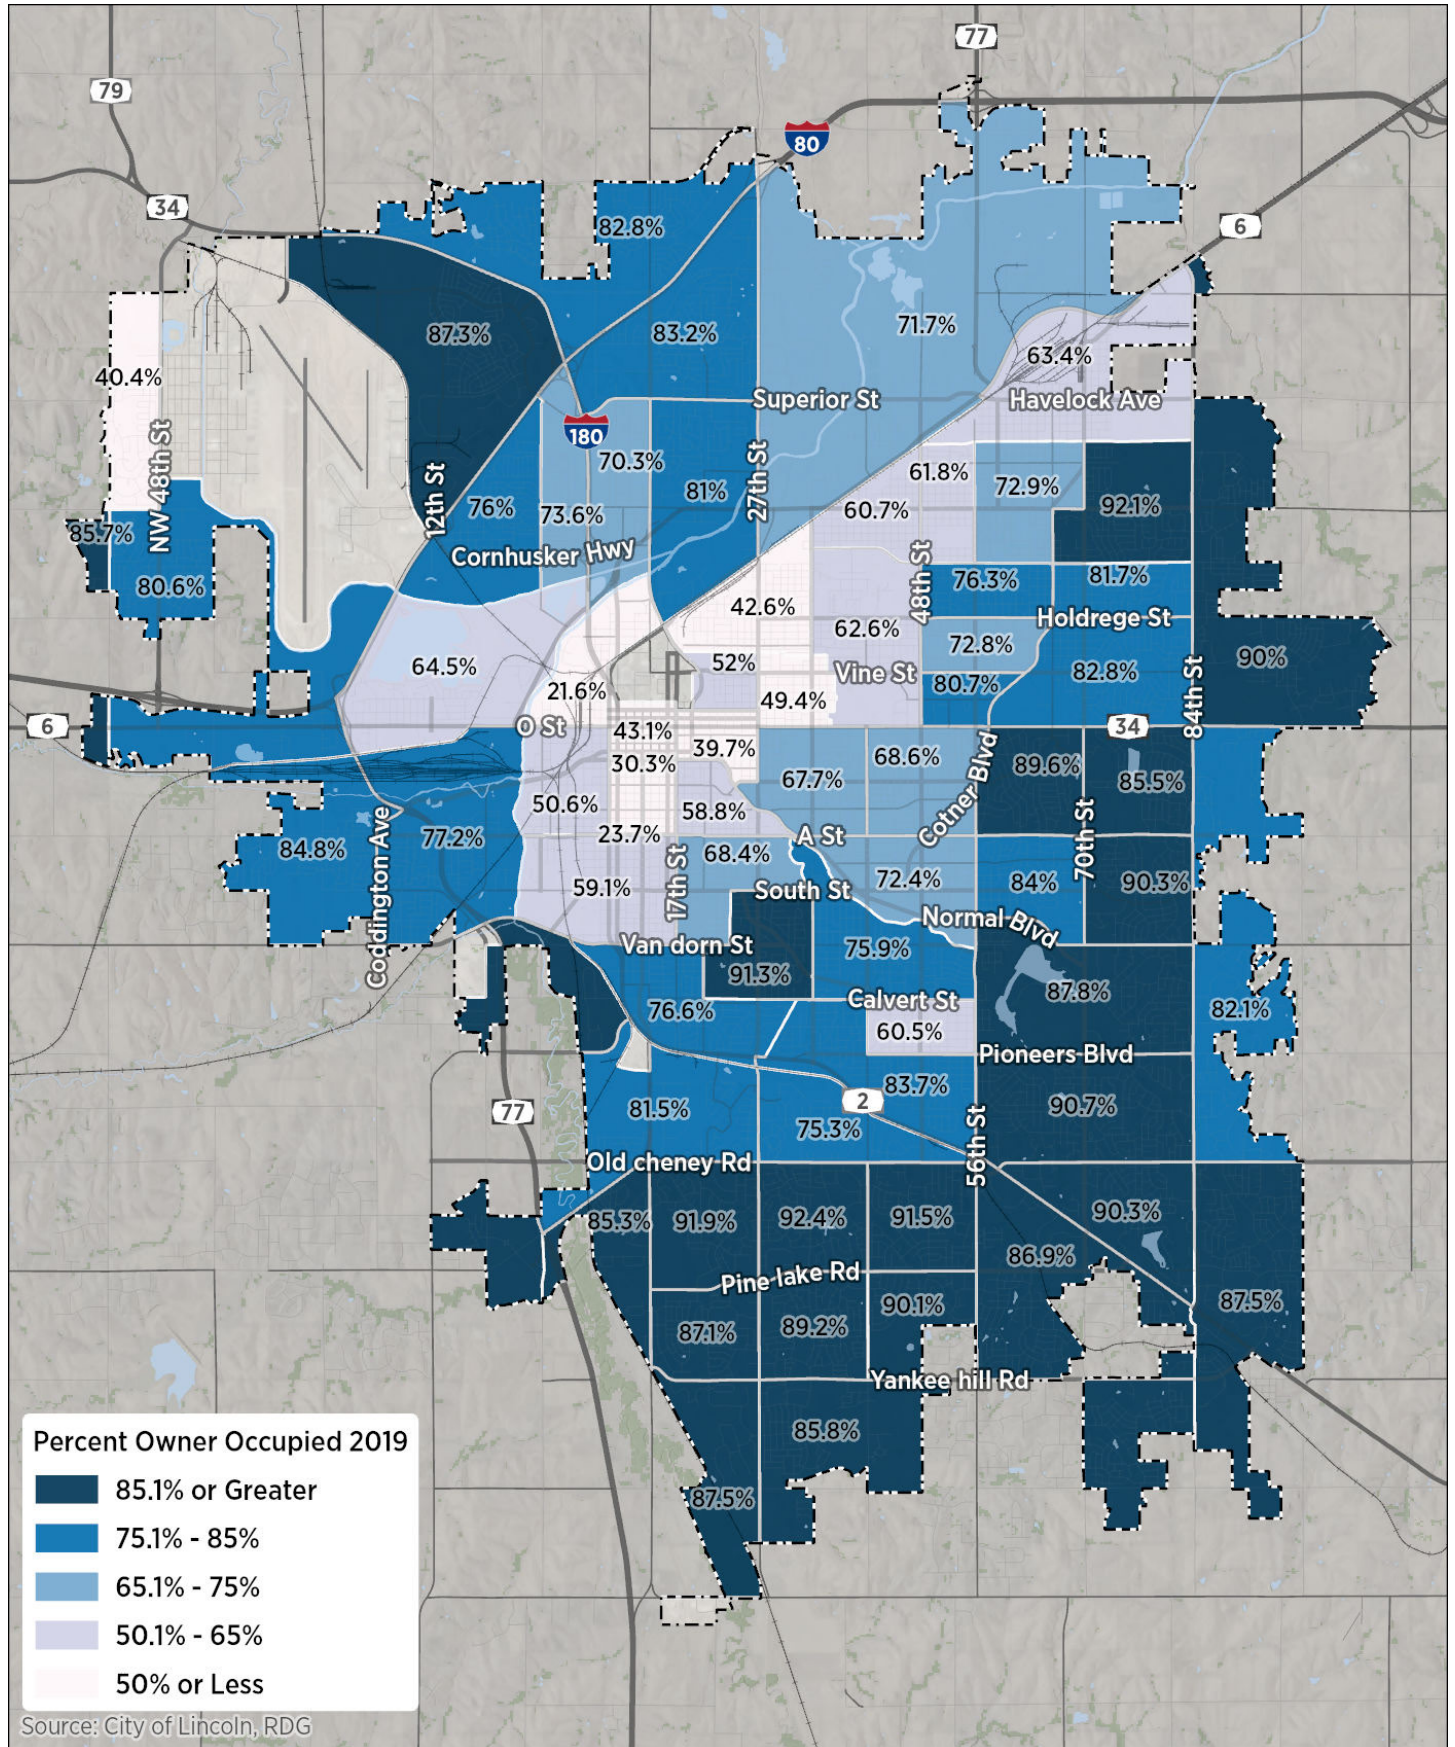 77
79
80
34
6
82.8%
87.3%
83.2%
71.7%
63.4%
40.4%
Superior St
Havelock Ave
180
NW 48th St
12th St
27th St
70.3%
61.8%
72.9%
81%
76%
73.6%
60.7%
92.1%
85.7%
Cornhusker Hwy
48th St
80.6%
76.3%
81.7%
42.6%
Holdrege St
62.6%
72.8%
64.5%
52%
Vine St
80.7%
82.8%
90%
84th St
21.6%
49.4%
6
O St
43.1%
34
39.7%
30.3%
68.6%
89.6%
67.7%
85.5%
Cotner Blvd
50.6%
58.8%
70th St
23.7%
A St
77.2%
84.8%
Coddington Ave
68.4%
17th St
59.1%
South St
72.4%
84%
90.3%
Normal Blvd
Van dorn St
75.9%
91.3%
87.8%
76.6%
Calvert St
82.1%
60.5%
Pioneers Blvd
83.7%
77
81.5%
2
90.7%
75.3%
56th St
Old cheney Rd
85.3%
91.9%
92.4%
91.5%
90.3%
86.9%
Pine lake Rd
90.1%
87.5%
87.1%
89.2%
Yankee hill Rd
85.8%
87.5%
Percent Owner Occupied 2019
85.1% or Greater
75.1% - 85%
65.1% - 75%
50.1% - 65%
50% or Less
Source: City of Lincoln, RDG